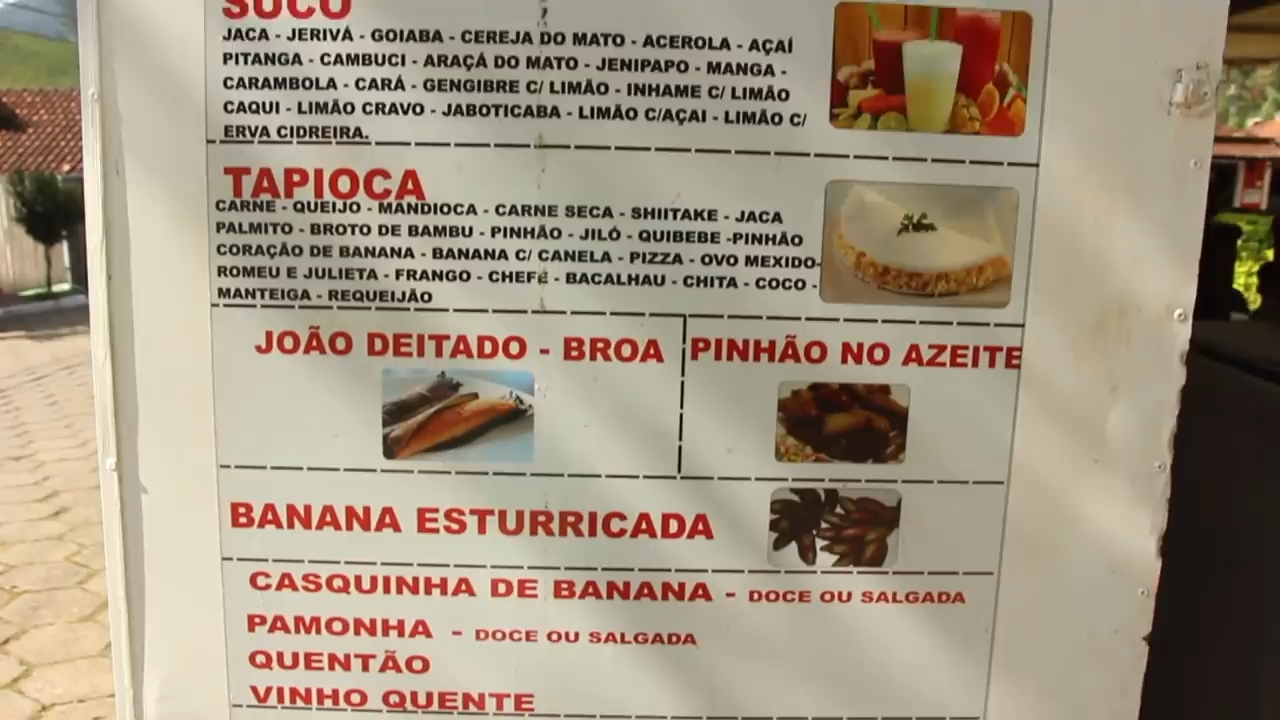 SUCO
JACA - JERIVÁ - GOIABA - CEREJA DO MATO - ACEROLA - AÇAÍ
PITANGA - CAMBUCI - ARAÇÁ DO MATO - JENIPAPO - MANGA -
CARAMBOLA - CARÁ - GENGIBRE C/ LIMÃO - INHAME C/ LIMÃO
CAQUI - LIMÃO CRAVO - JABOTICABA - LIMÃO C/AÇAI - LIMÃO C/
ERVA CIDREIRA.
TAPIOCA
CARNE - QUEIJO - MANDIOCA - CARNE SECA - SHIITAKE - JACA
PALMITO - BROTO DE BAMBU - PINHÃO - JILÓ - QUIBEBE -PINHÃO
CORAÇÃO DE BANANA - BANANA C/ CANELA - PIZZA - OVO MEXIDO-
ROMEU E JULIETA - FRANGO - CHEFE - BACALHAU - CHITA - COCO -
MANTEIGA - REQUEIJÃO
JOÃO DEITADO - BROA
PINHÃO NO AZEITE
BANANA ESTURRICADA
CASQUINHA DE BANANA - DOCE OU SALGADA
PAMONHA - DOCE OU SALGADA
QUENTÃO
VINHO QUENTE